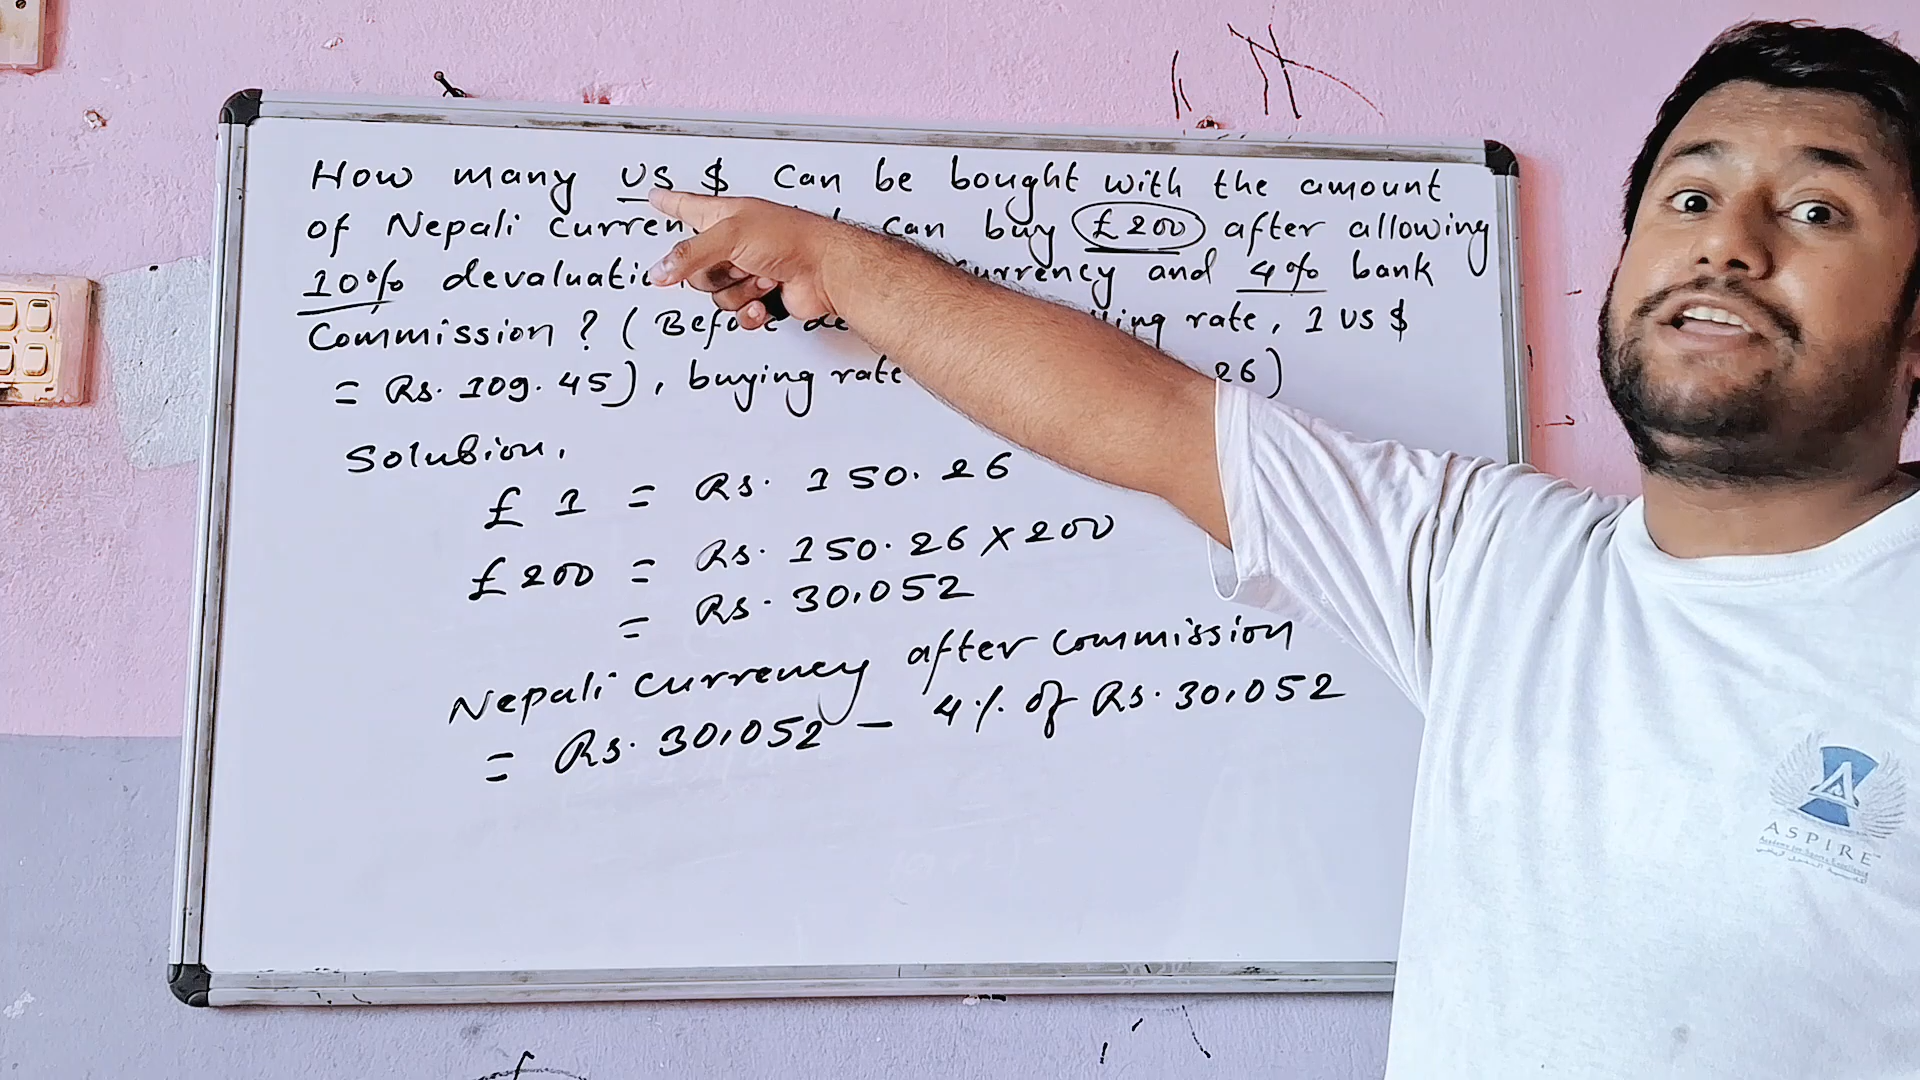 How many US $ can be bought with the amount
of Nepali curren can buy £200 after allowing
10% devaluati currency and 4% bank
Commission? (Before de rate, 1 US $
= Rs. 109.45), buying rate 26)
Solution,
£ 1 = Rs. 150.26
£200 = Rs. 150.26 X 200
= Rs. 30,052
Nepali currency after commission
= Rs. 30,052 - 4% of Rs. 30,052
A
ASPIRE